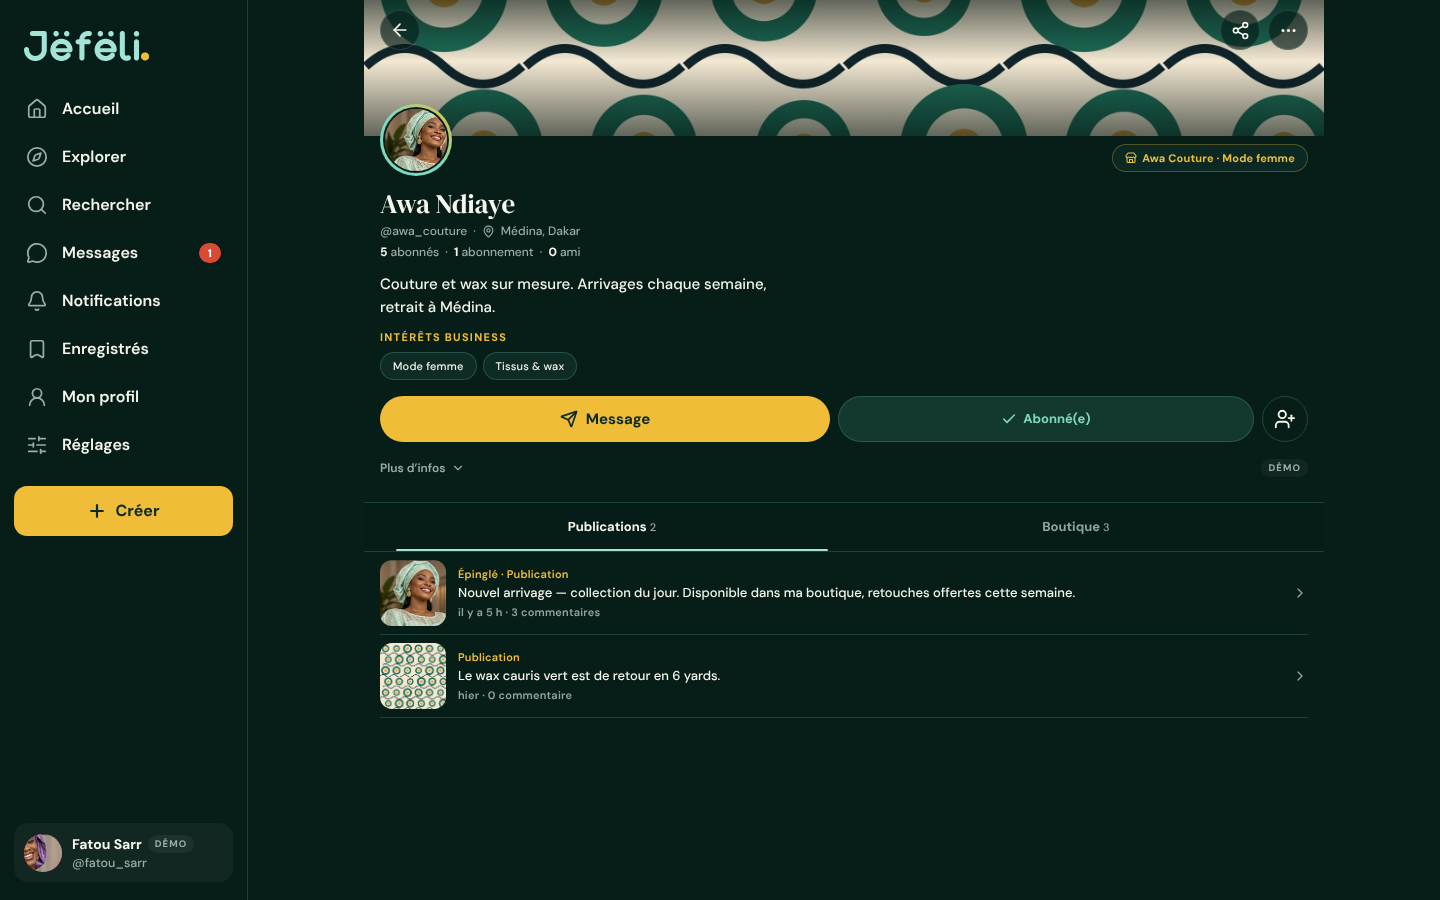 Jëfëli.
Accueil
Explorer
Rechercher
Messages 1
Notifications
Enregistrés
Mon profil
Réglages
Créer
Fatou Sarr DÉMO
@fatou_sarr
Awa Couture · Mode femme
Awa Ndiaye
@awa_couture · Médina, Dakar
5 abonnés · 1 abonnement · 0 ami
Couture et wax sur mesure. Arrivages chaque semaine,
retrait à Médina.
INTÉRÊTS BUSINESS
Mode femme Tissus & wax
Message Abonné(e)
Plus d’infos DÉMO
Publications 2 Boutique 3
Épinglé · Publication
Nouvel arrivage — collection du jour. Disponible dans ma boutique, retouches offertes cette semaine.
il y a 5 h · 3 commentaires
Publication
Le wax cauris vert est de retour en 6 yards.
hier · 0 commentaire